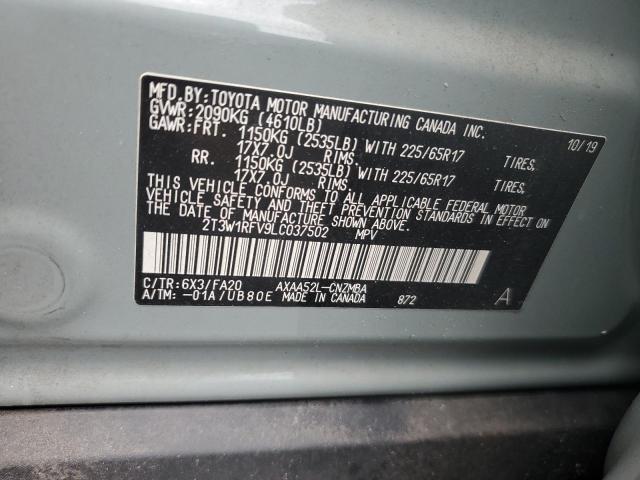 MFD.BY:TOYOTA MOTOR MANUFACTURING CANADA INC.
GVWR:2090KG (4610LB) 10/19
GAWR:FRT. 1150KG (2535LB) WITH 225/65R17 TIRES,
17X7.0J RIMS.
RR. 1150KG (2535LB) WITH 225/65R17 TIRES,
17X7.0J RIMS.
THIS VEHICLE CONFORMS TO ALL APPLICABLE FEDERAL MOTOR
VEHICLE SAFETY AND THEFT PREVENTION STANDARDS IN EFFECT ON
THE DATE OF MANUFACTURE SHOWN ABOVE.
2T3W1RFV9LC037502 MPV
C/TR:6X3/FA20 AXAA52L-CNZMBA
A/TM:-01A/UB80E MADE IN CANADA 872 A